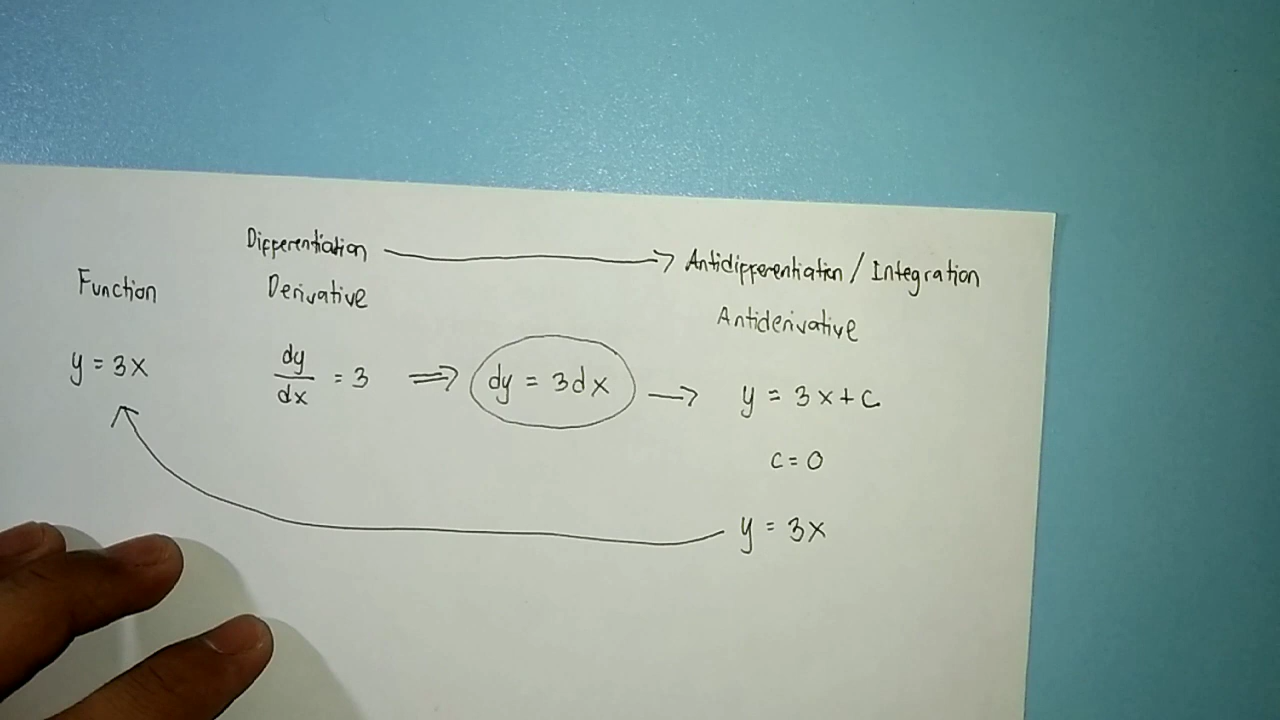 Differentiation → Antidifferentiation / Integration
Function Derivative Antiderivative
y = 3x dy/dx = 3 ⇒ dy = 3dx → y = 3x + c
c = 0
y = 3x